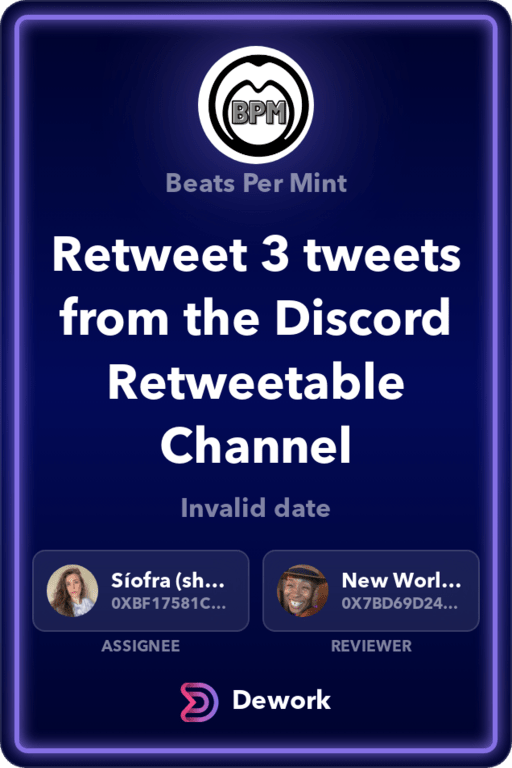 BPM
Beats Per Mint
Retweet 3 tweets
from the Discord
Retweetable
Channel
Invalid date
Síofra (sh...
0XBF17581C...
ASSIGNEE
New Worl...
0X7BD69D24...
REVIEWER
Dework